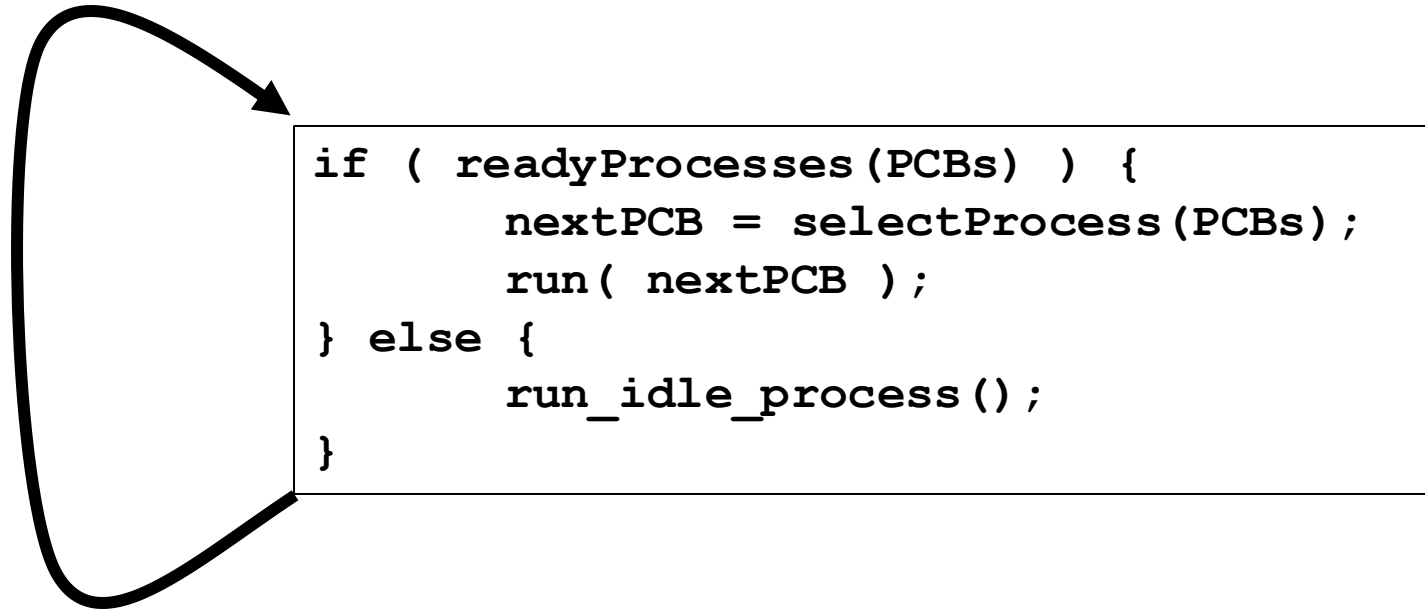 if ( readyProcesses(PCBs) ) {
nextPCB = selectProcess(PCBs);
run( nextPCB );
} else {
run_idle_process();
}